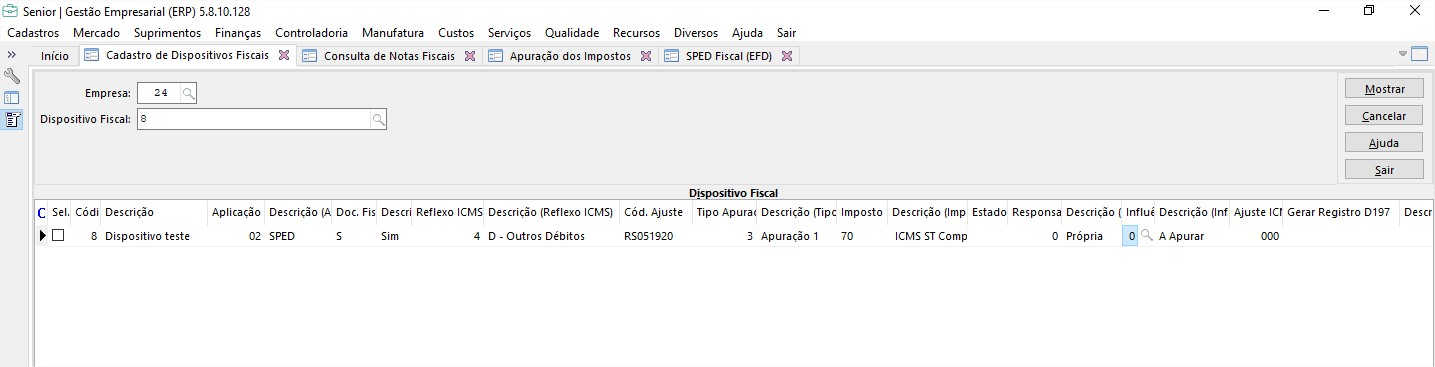 Senior | Gestão Empresarial (ERP) 5.8.10.128
Cadastros Mercado Suprimentos Finanças Controladoria Manufatura Custos Serviços Qualidade Recursos Diversos Ajuda Sair
Início Cadastro de Dispositivos Fiscais Consulta de Notas Fiscais Apuração dos Impostos SPED Fiscal (EFD)
Empresa: 24
Mostrar
Dispositivo Fiscal: 8
Cancelar
Ajuda
Sair
Dispositivo Fiscal
C Sel. Códi Descrição Aplicação Descrição (A Doc. Fis Descri Reflexo ICMS Descrição (Reflexo ICMS) Cód. Ajuste Tipo Apurac Descrição (Tipo Imposto Descrição (Imp Estado Responsa Descrição ( Influê Descrição (Inf Ajuste ICM Gerar Registro D197 Descr
8 Dispositivo teste 02 SPED S Sim 4 D - Outros Débitos RS051920 3 Apuração 1 70 ICMS ST Comp 0 Própria 0 A Apurar 000